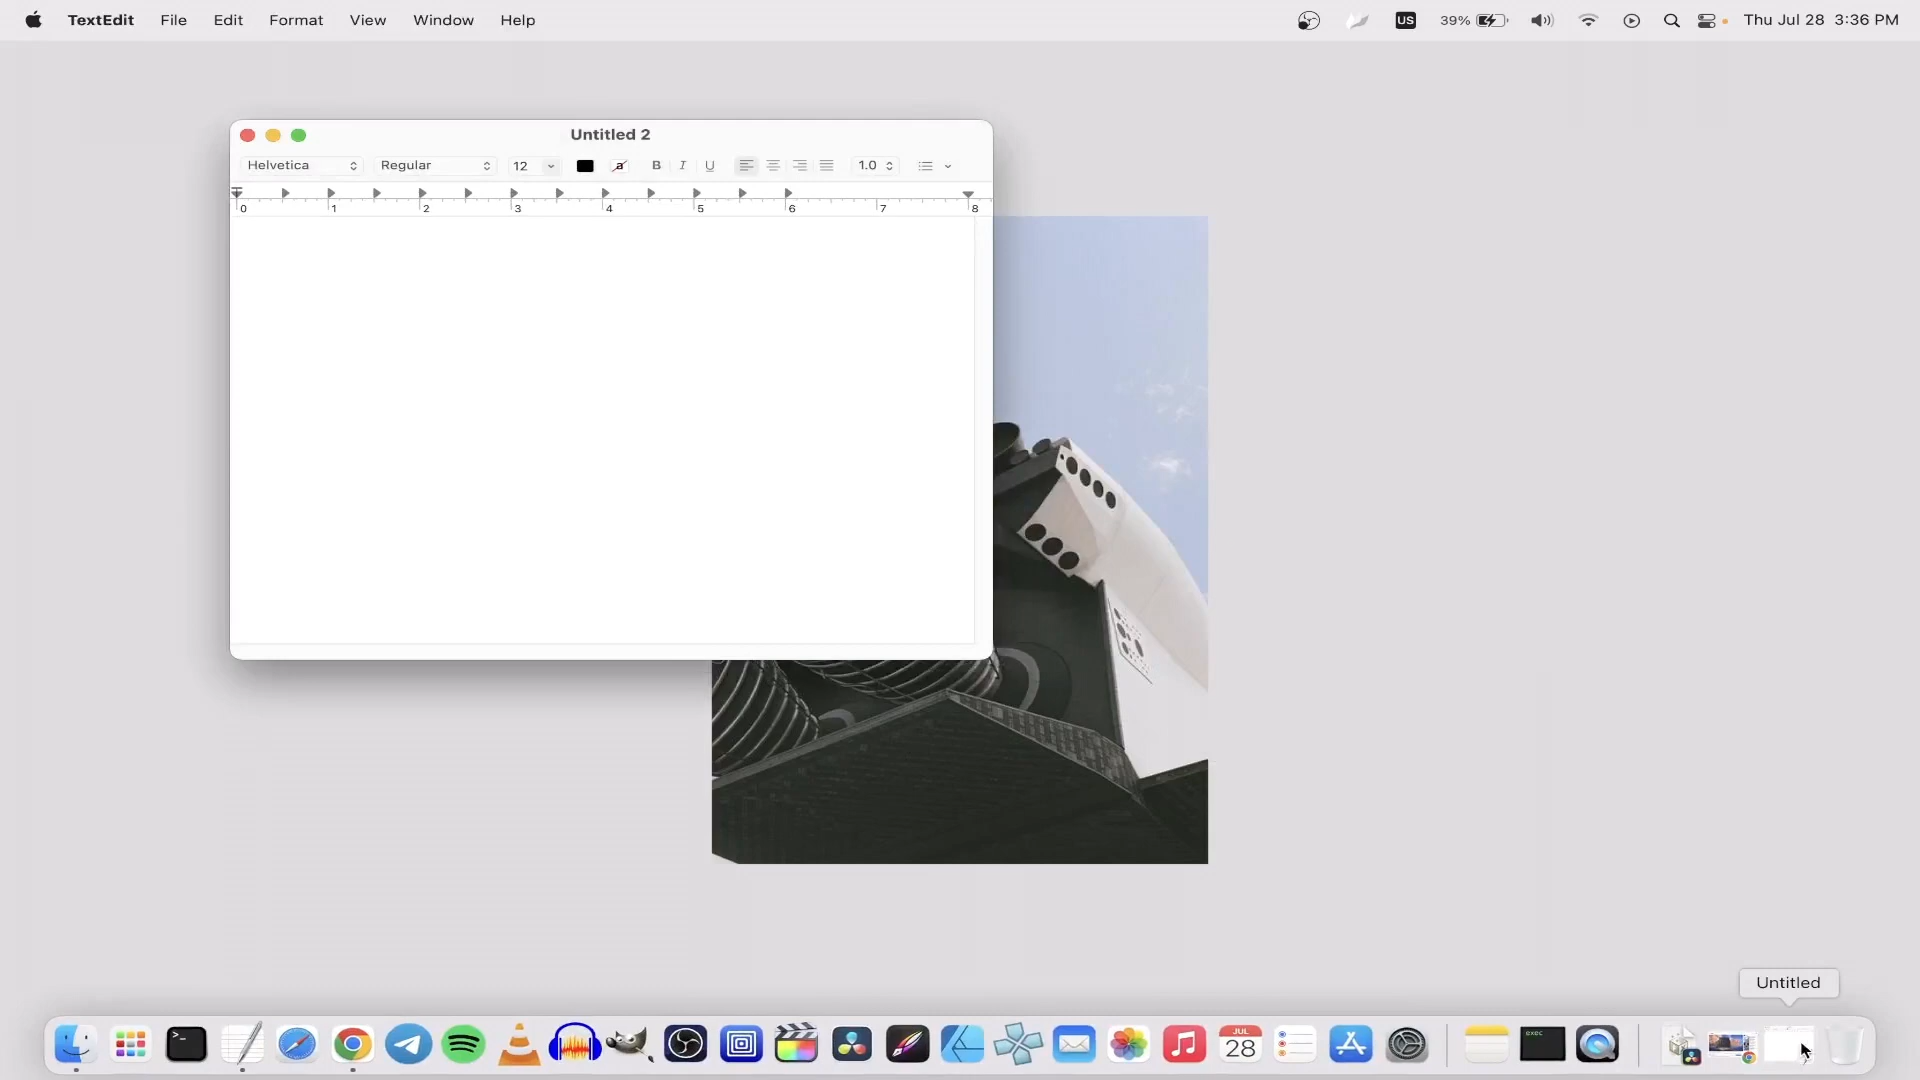 TextEdit File Edit Format View Window Help US 39% Thu Jul 28 3:36 PM
Untitled 2
Helvetica Regular 12 a B I U 1.0
0 1 2 3 4 5 6 7 8
Untitled
exec
JUL
28